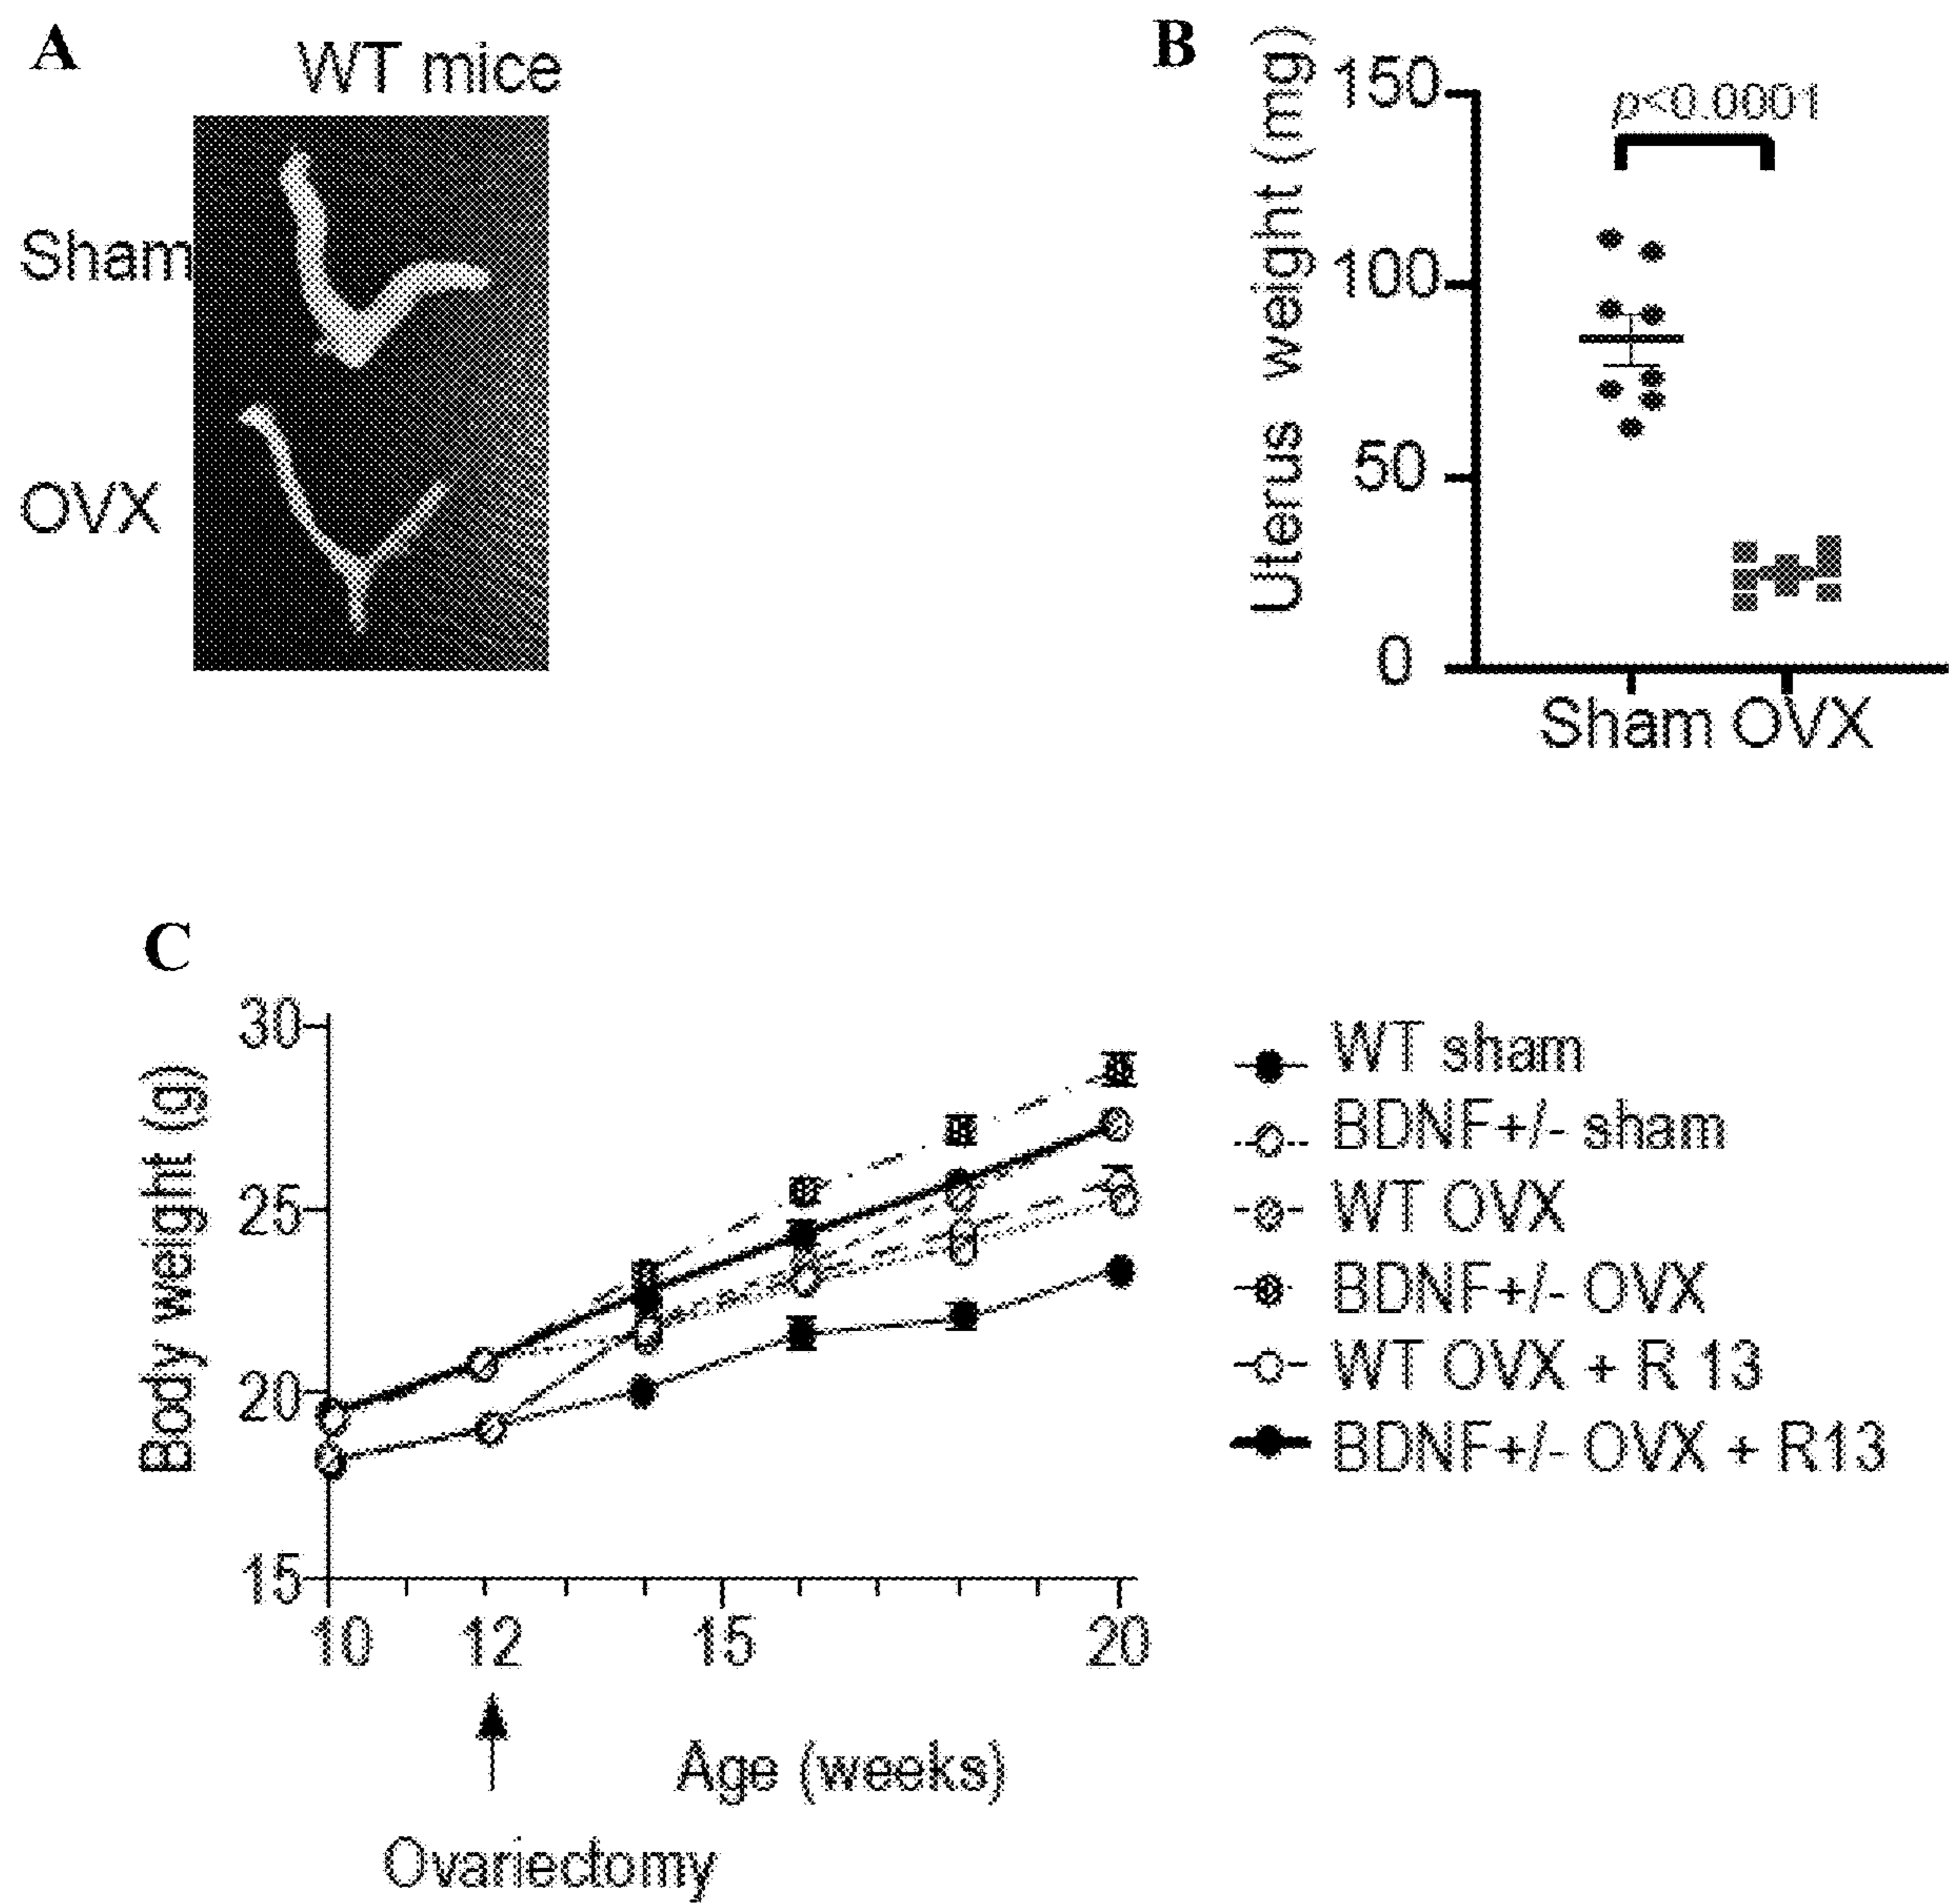 A
WT mice
Sham
OVX
B
Uterus weight (mg)
150
100
50
0
p<0.0001
Sham OVX
C
Body weight (g)
30
25
20
15
10 12 15 20
Age (weeks)
Ovariectomy
WT sham
BDNF+/- sham
WT OVX
BDNF+/- OVX
WT OVX + R 13
BDNF+/- OVX + R13